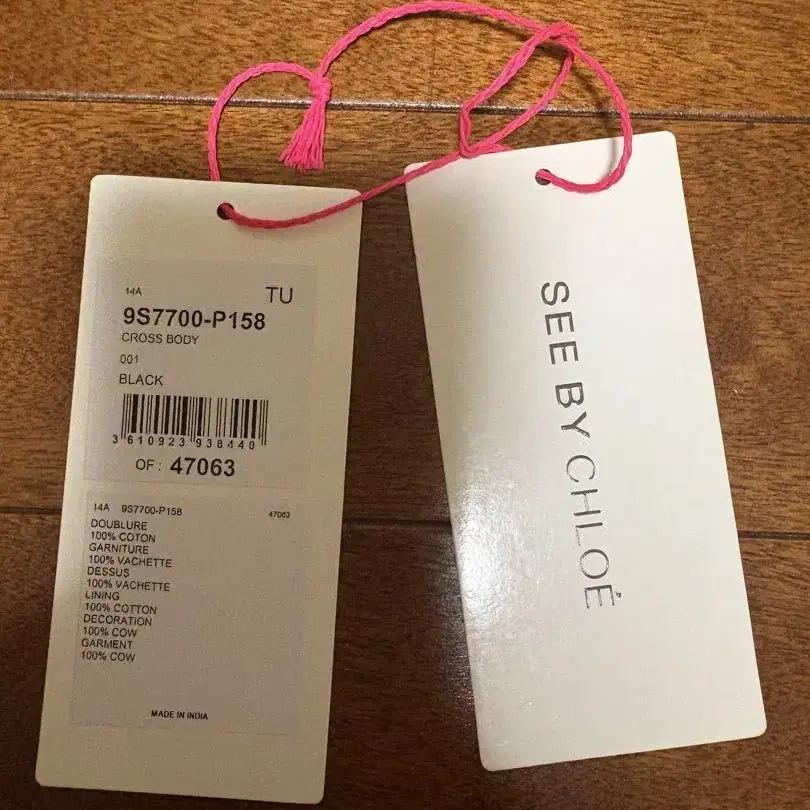 14A
TU
9S7700-P158
CROSS BODY
001
BLACK
3 610923 938440
OF : 47063
14A 9S7700-P158 47063
DOUBLURE
100% COTON
GARNITURE
100% VACHETTE
DESSUS
100% VACHETTE
LINING
100% COTTON
DECORATION
100% COW
GARMENT
100% COW
MADE IN INDIA
SEE BY CHLOÉ